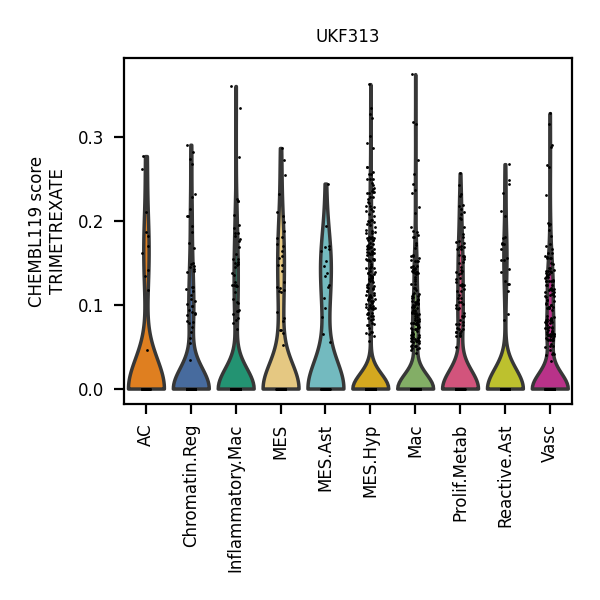 UKF313
CHEMBL119 score
TRIMETREXATE
0.3
0.2
0.1
0.0
AC
Chromatin.Reg
Inflammatory.Mac
MES
MES.Ast
MES.Hyp
Mac
Prolif.Metab
Reactive.Ast
Vasc